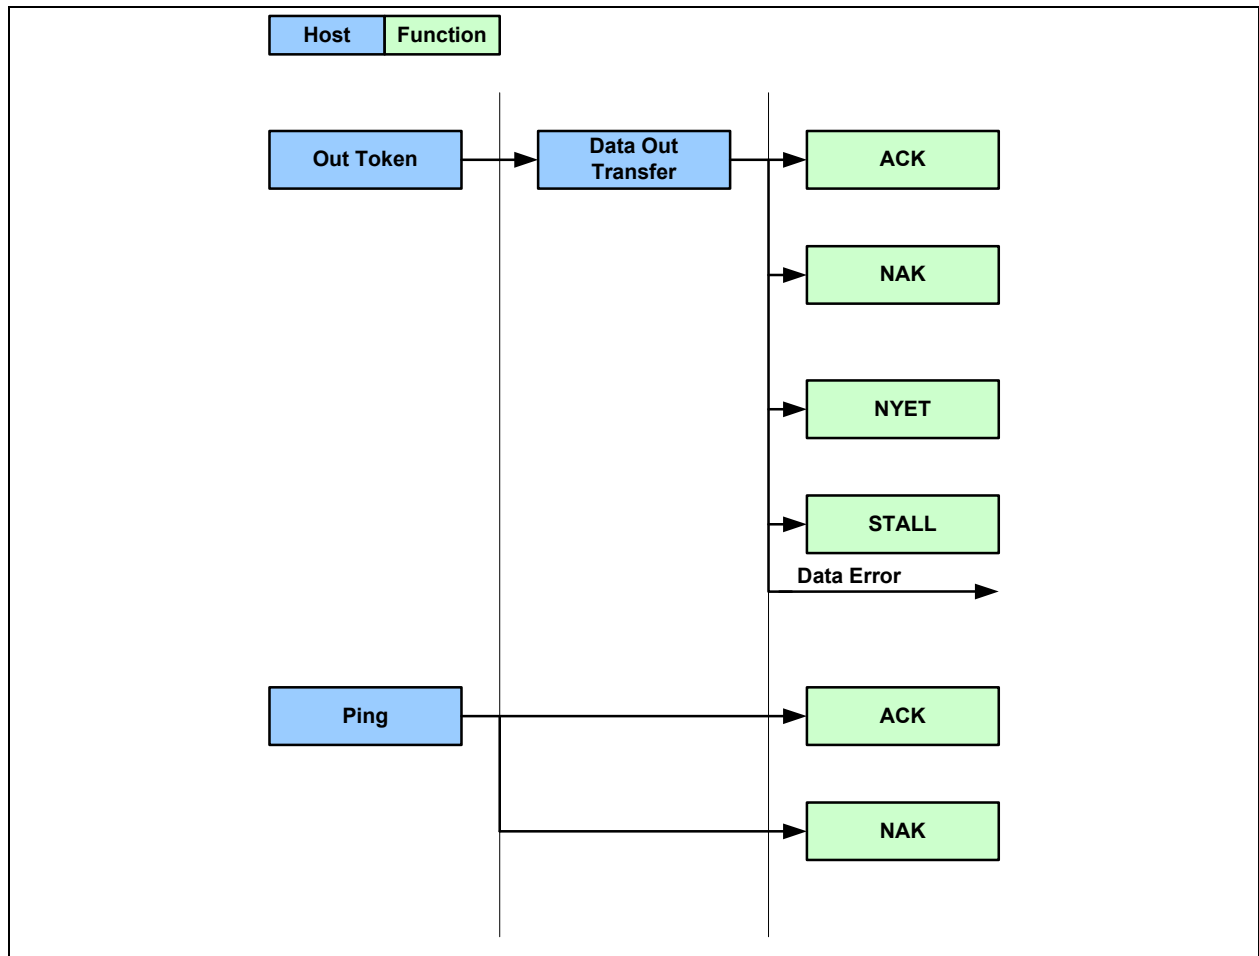 Host Function
Out Token
Data Out
Transfer
ACK
NAK
NYET
STALL
Data Error
Ping
ACK
NAK